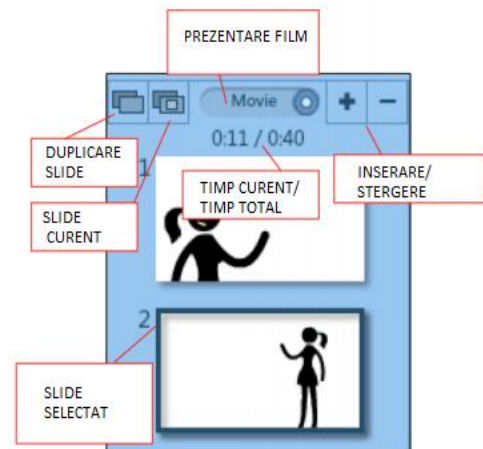 PREZENTARE FILM
Movie
0:11 / 0:40
DUPLICARE
SLIDE
1
TIMP CURENT/
TIMP TOTAL
INSERARE/
STERGERE
SLIDE
CURENT
2
SLIDE
SELECTAT